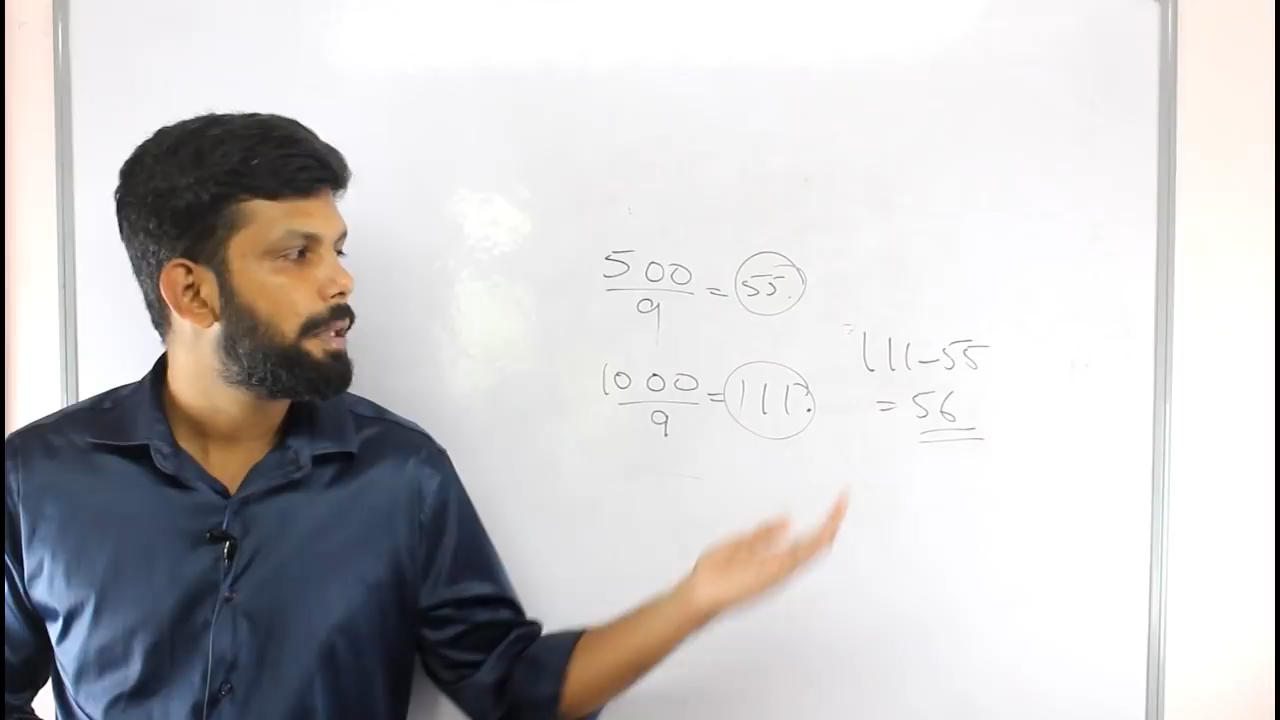 500/9 = 55.
1000/9 = 111.
111-55
= 56